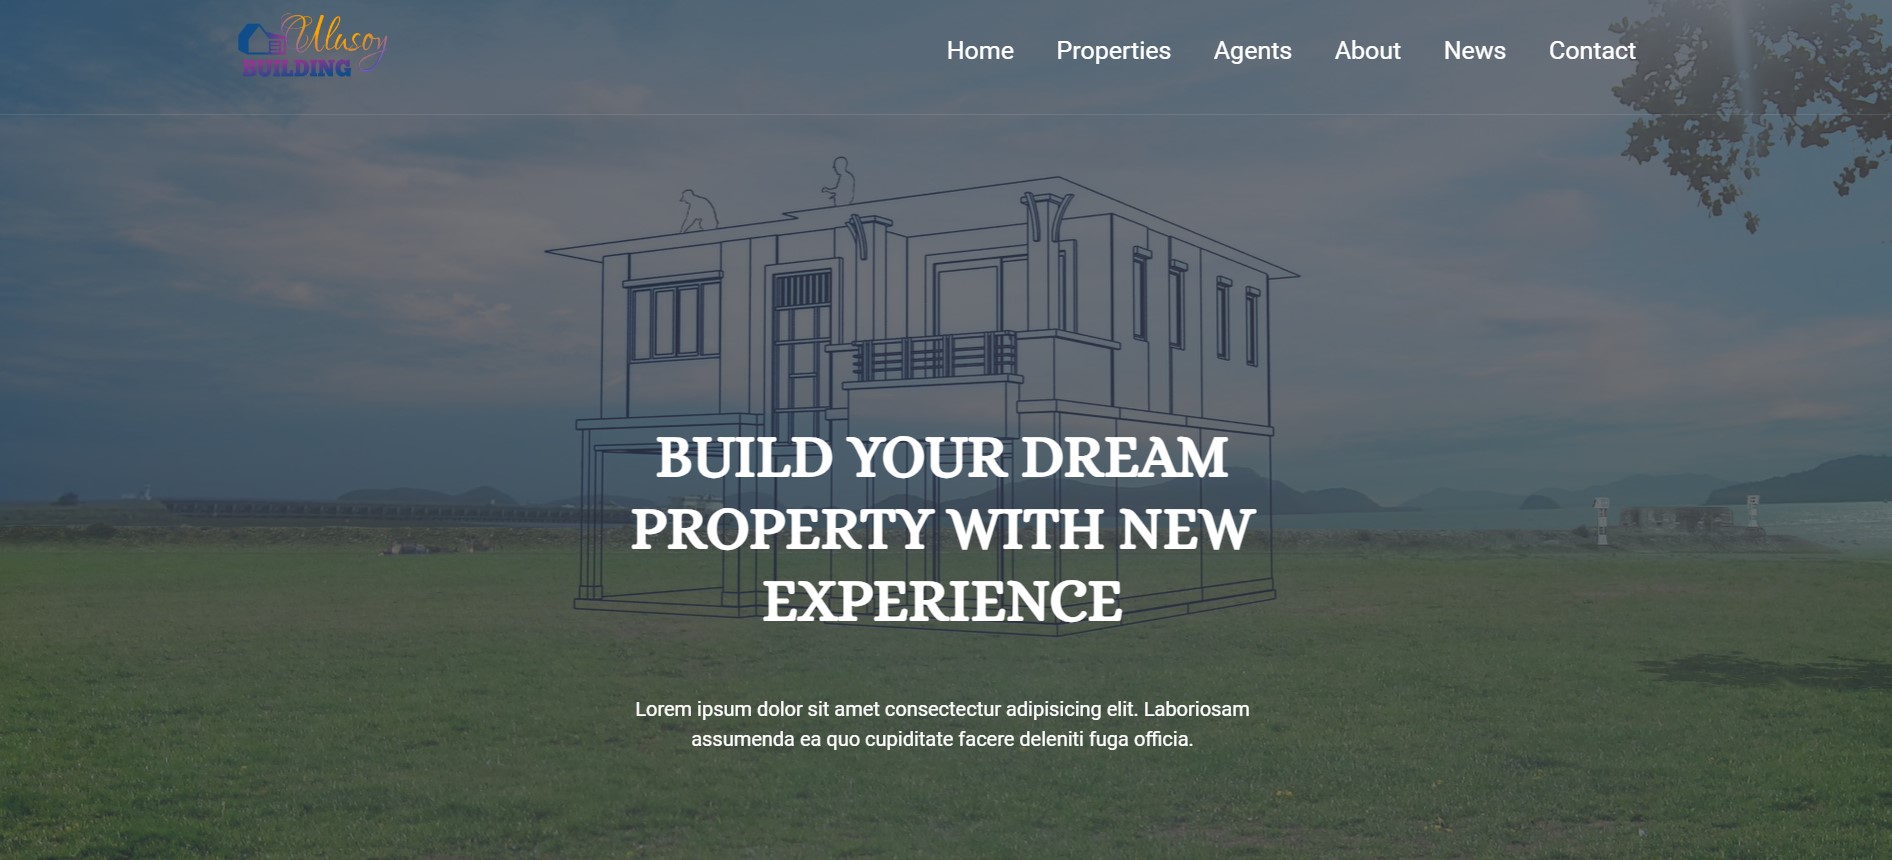 Ulusoy
BUILDING
Home Properties Agents About News Contact
BUILD YOUR DREAM
PROPERTY WITH NEW
EXPERIENCE
Lorem ipsum dolor sit amet consectetur adipisicing elit. Laboriosam
assumenda ea quo cupiditate facere deleniti fuga officia.